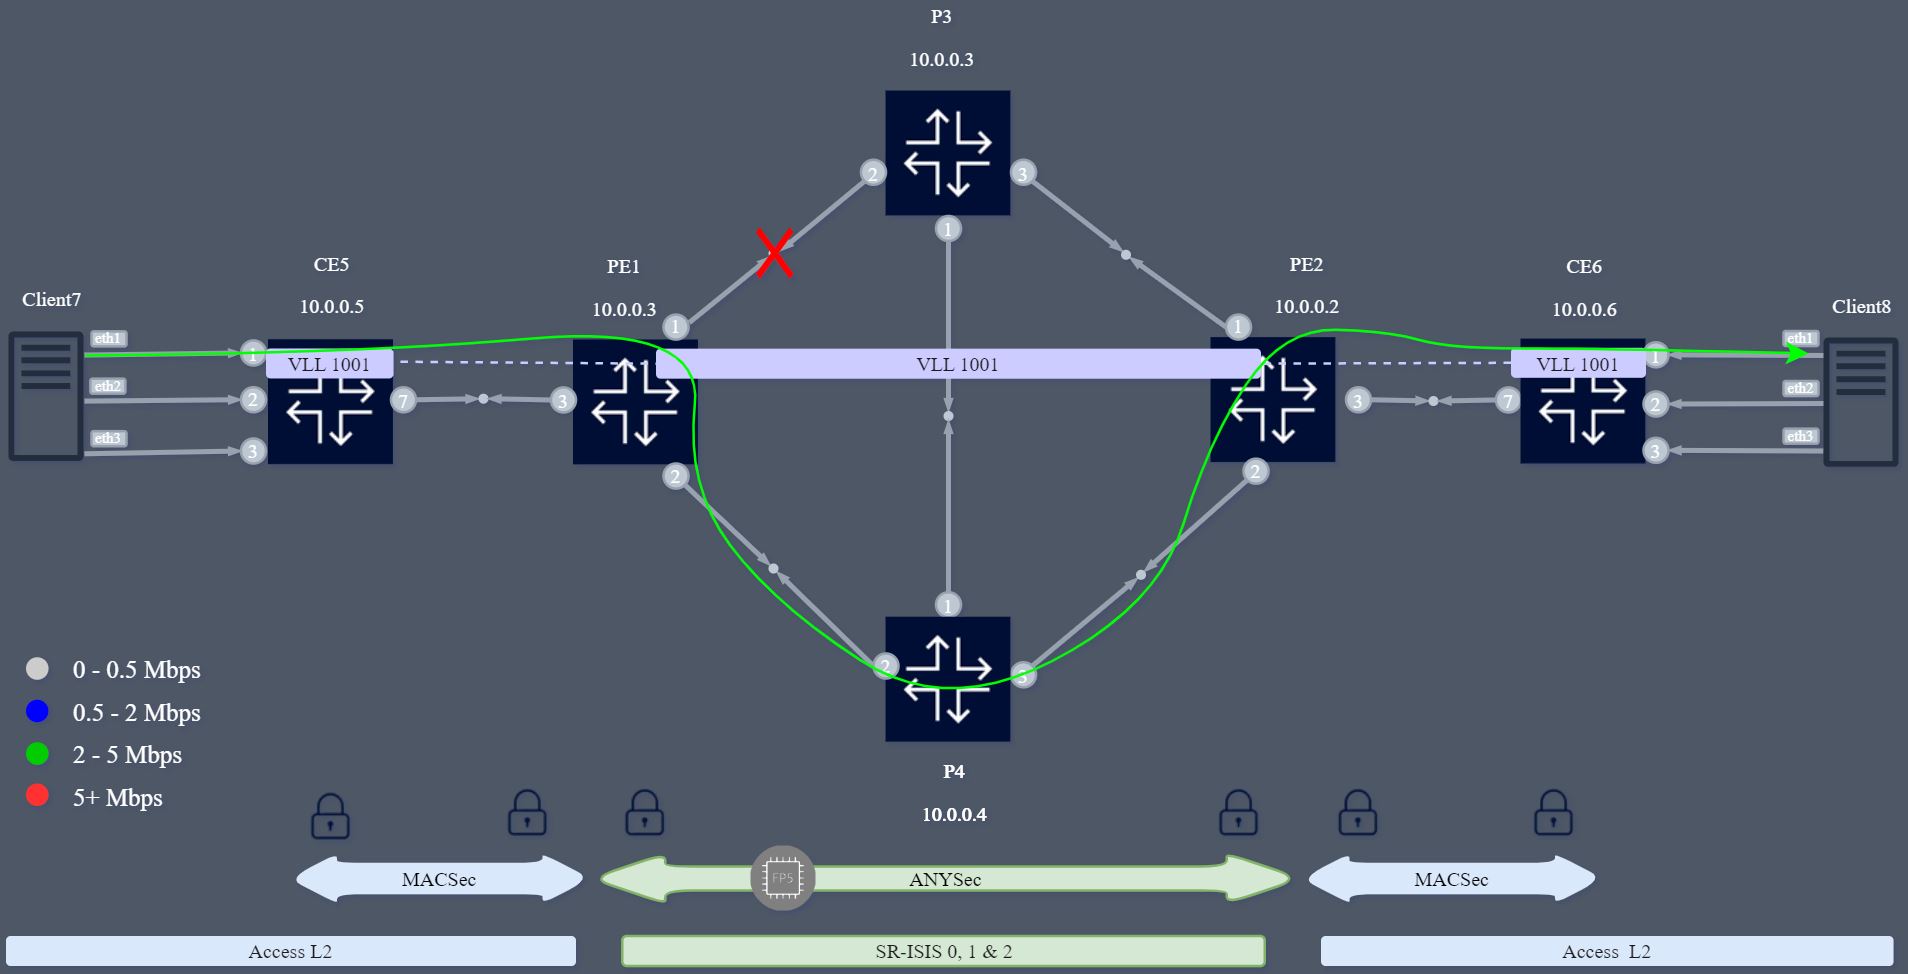 P3
10.0.0.3
2
3
1
CE5
10.0.0.5
PE1
10.0.0.3
PE2
10.0.0.2
CE6
10.0.0.6
Client7
Client8
eth1
eth2
eth3
1
2
3
VLL 1001
7
3
1
2
VLL 1001
1
2
3
7
VLL 1001
1
2
3
eth1
eth2
eth3
1
2
3
P4
10.0.0.4
0 - 0.5 Mbps
0.5 - 2 Mbps
2 - 5 Mbps
5+ Mbps
MACSec
FP5
ANYSec
MACSec
Access L2
SR-ISIS 0, 1 & 2
Access L2